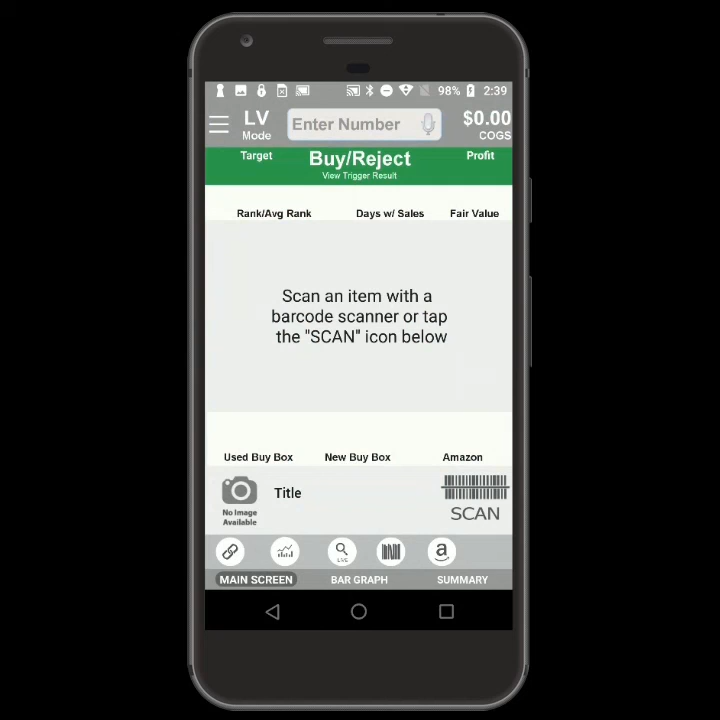 98% 2:39
LV
Mode
Enter Number
$0.00
COGS
Target
Buy/Reject
View Trigger Result
Profit
Rank/Avg Rank
Days w/ Sales
Fair Value
Scan an item with a
barcode scanner or tap
the "SCAN" icon below
Used Buy Box
New Buy Box
Amazon
No Image
Available
Title
SCAN
LIVE
a
MAIN SCREEN
BAR GRAPH
SUMMARY